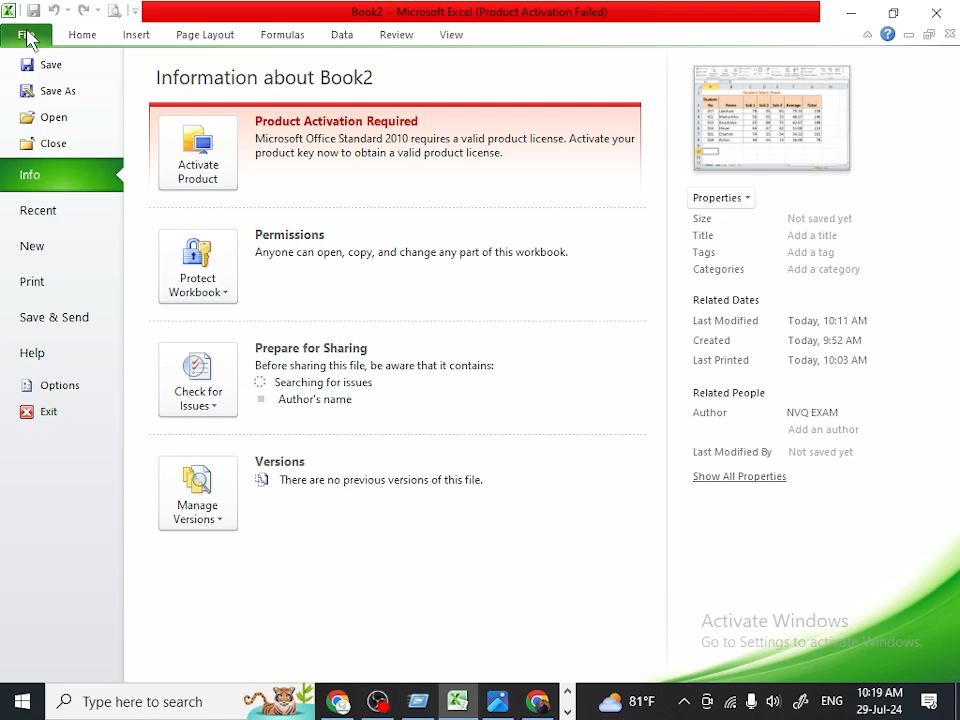 Book2 - Microsoft Excel (Product Activation Failed)
Home Insert Page Layout Formulas Data Review View
Save
Save As
Open
Close
Info
Recent
New
Print
Save & Send
Help
Options
Exit
Information about Book2
Activate
Product
Product Activation Required
Microsoft Office Standard 2010 requires a valid product license. Activate your
product key now to obtain a valid product license.
Protect
Workbook
Permissions
Anyone can open, copy, and change any part of this workbook.
Check for
Issues
Prepare for Sharing
Before sharing this file, be aware that it contains:
Searching for issues
Author's name
Manage
Versions
Versions
There are no previous versions of this file.
Student Mark Sheet
Properties
Size Not saved yet
Title Add a title
Tags Add a tag
Categories Add a category
Related Dates
Last Modified Today, 10:11 AM
Created Today, 9:52 AM
Last Printed Today, 10:03 AM
Related People
Author NVQ EXAM
Add an author
Last Modified By Not saved yet
Show All Properties
Activate Windows
Go to Settings to activate Windows.
Type here to search
81°F
ENG
10:19 AM
29-Jul-24